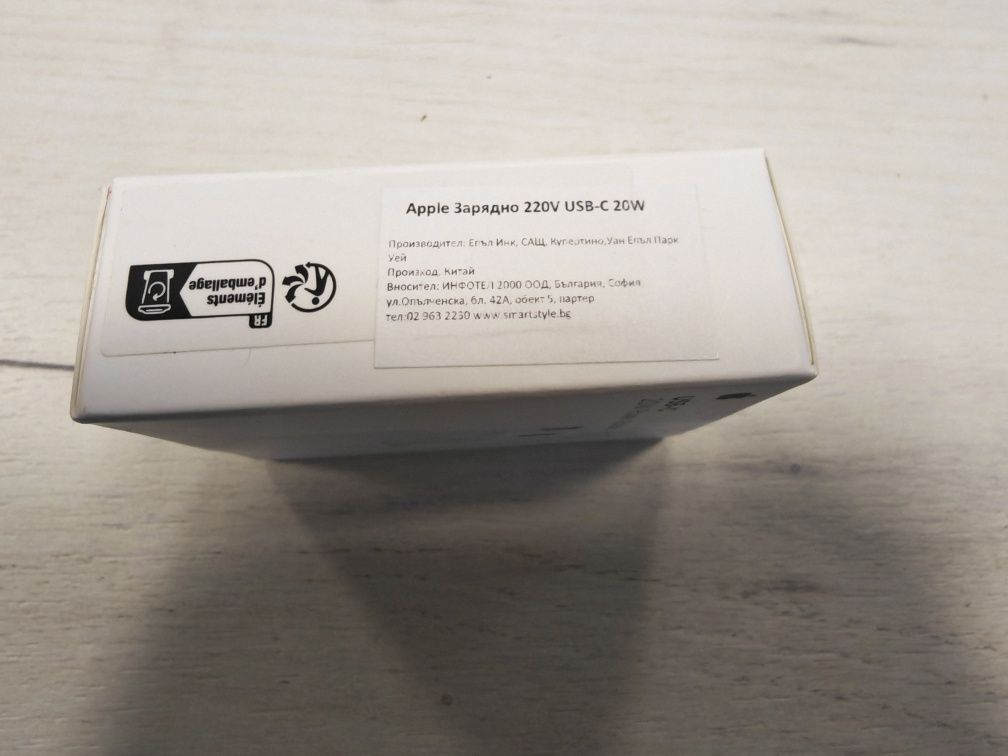 Apple Зарядно 220V USB-C 20W
Производител: Епъл Инк, САЩ, Купертино,Уан Епъл Парк
Уей
Произход. Китай
Вносител: ИНФОТЕЛ 2000 ООД, България, София
ул.Опълченска, бл. 42А, обект 5, партер
тел:02 963 2230 www.smartstyle.bg
FR
Éléments
d'emballage
USB-C